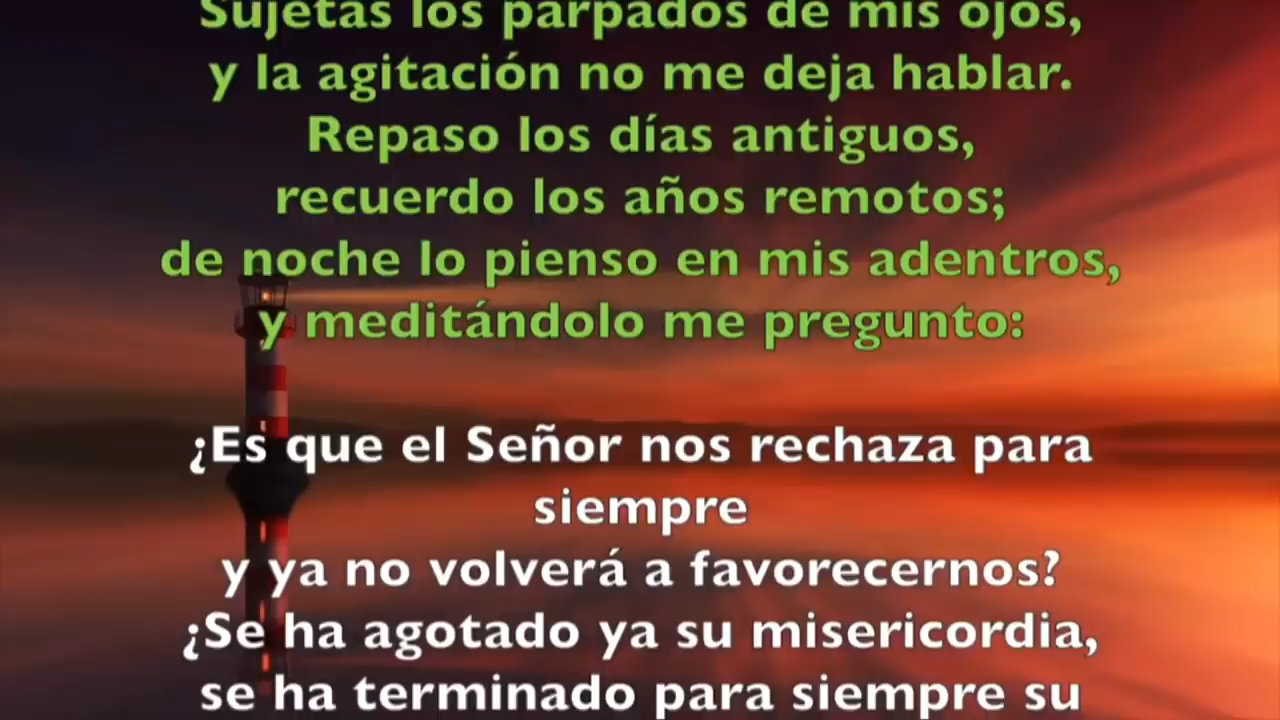 Sujetas los párpados de mis ojos,
y la agitación no me deja hablar.
Repaso los días antiguos,
recuerdo los años remotos;
de noche lo pienso en mis adentros,
y meditándolo me pregunto:
¿Es que el Señor nos rechaza para
siempre
y ya no volverá a favorecernos?
¿Se ha agotado ya su misericordia,
se ha terminado para siempre su